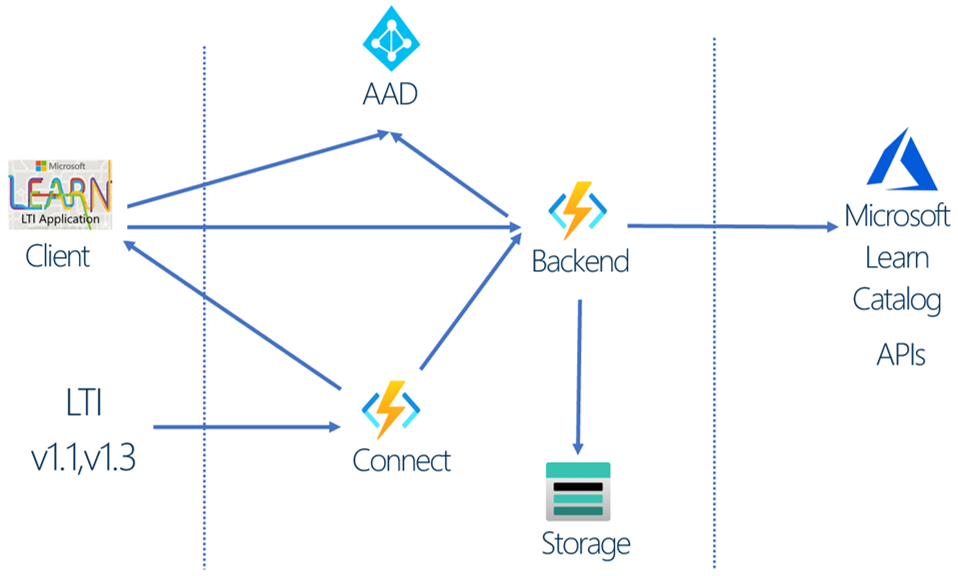 AAD
Microsoft
LEARN
LTI Application
Client
Backend
Microsoft
Learn
Catalog
APIs
LTI
v1.1,v1.3
Connect
Storage